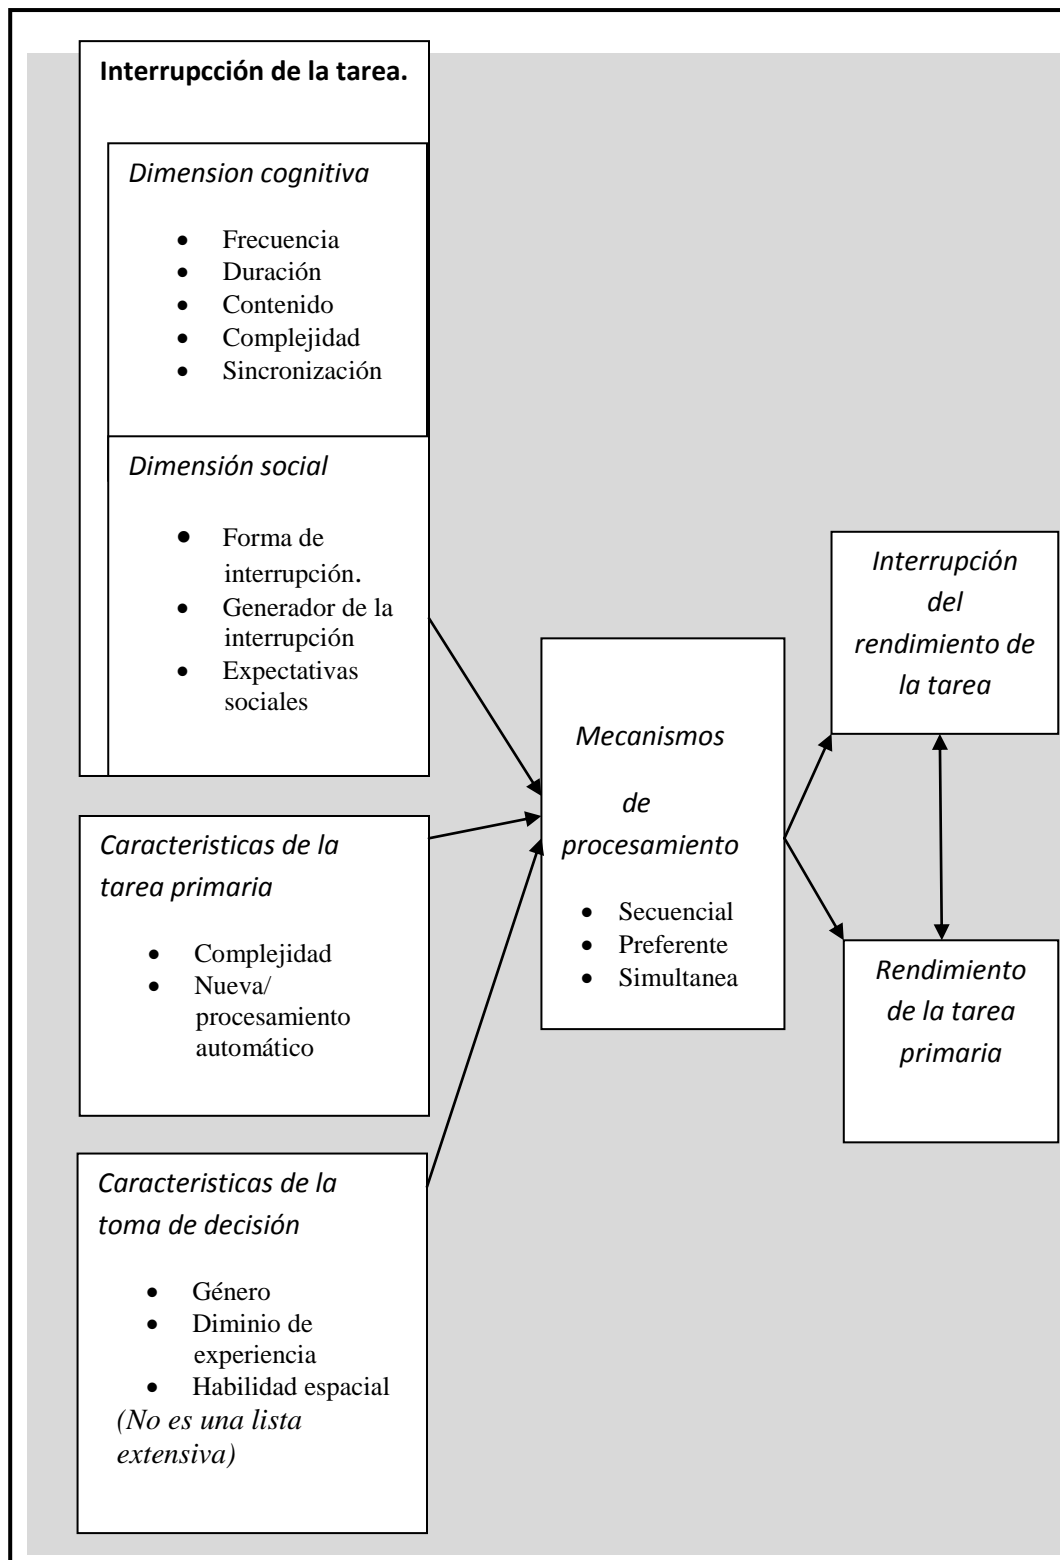 Interrupcción de la tarea.
Dimension cognitiva
• Frecuencia
• Duración
• Contenido
• Complejidad
• Sincronización
Dimensión social
• Forma de
interrupción.
• Generador de la
interrupción
• Expectativas
sociales
Caracteristicas de la
tarea primaria
• Complejidad
• Nueva/
procesamiento
automático
Caracteristicas de la
toma de decisión
• Género
• Diminio de
experiencia
• Habilidad espacial
(No es una lista
extensiva)
Mecanismos
de
procesamiento
• Secuencial
• Preferente
• Simultanea
Interrupción
del
rendimiento de
la tarea
Rendimiento
de la tarea
primaria